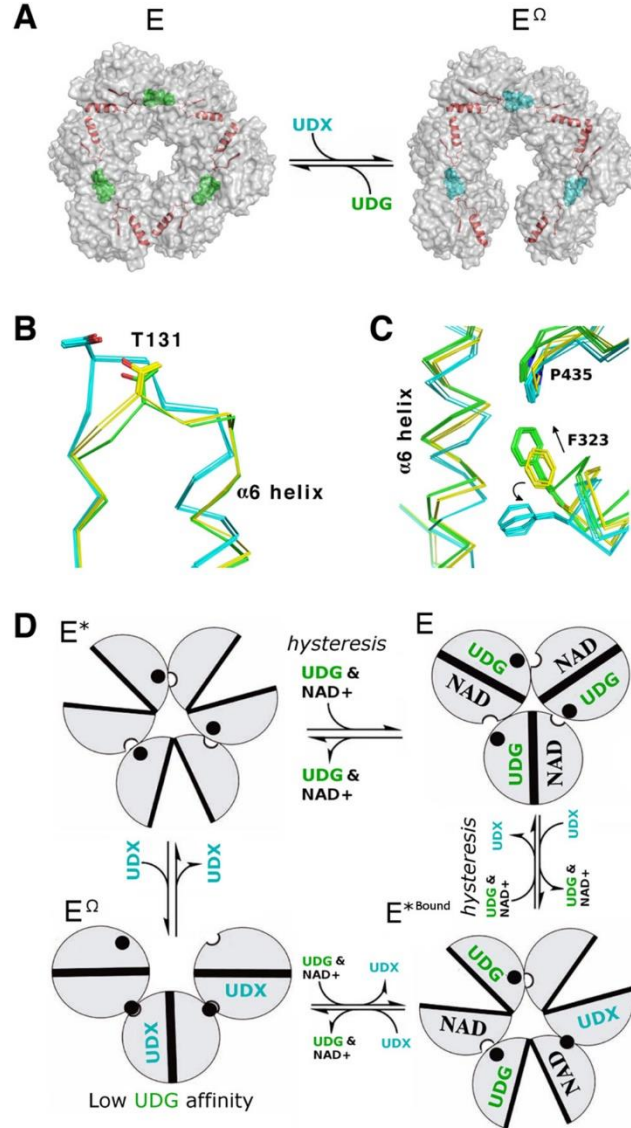 A
E
E^Ω
UDX
UDG
B
T131
α6 helix
C
α6 helix
P435
F323
D
E*
hysteresis
UDG &
NAD+
UDG &
NAD+
E
UDG
NAD
NAD
UDG
UDG
NAD
UDX
UDX
hysteresis
UDX
UDX
UDG &
NAD+
UDG &
NAD+
E^Ω
UDX
UDX
Low UDG affinity
UDG &
NAD+
UDX
UDG &
NAD+
UDX
E*Bound
UDG
NAD
UDX
UDG
NAD